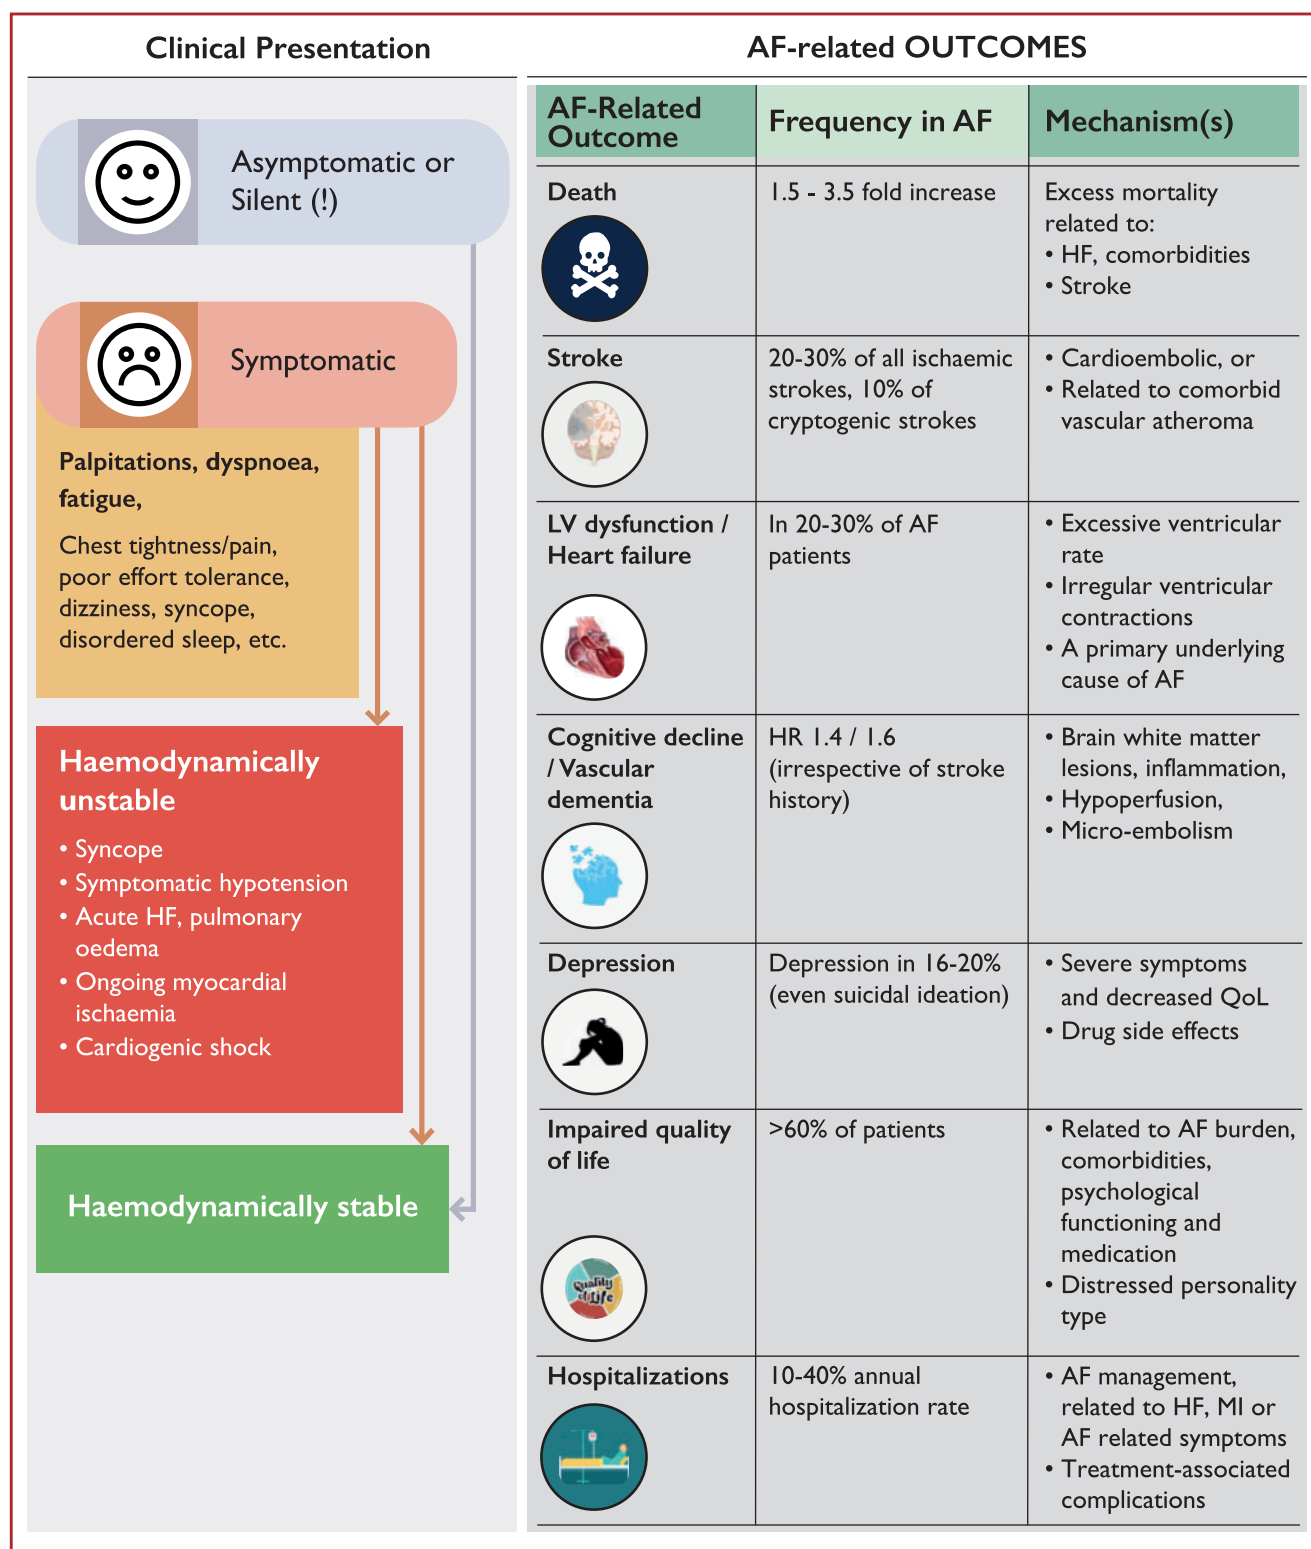 Clinical Presentation
Asymptomatic or
Silent (!)
Symptomatic
Palpitations, dyspnoea,
fatigue,
Chest tightness/pain,
poor effort tolerance,
dizziness, syncope,
disordered sleep, etc.
Haemodynamically
unstable
• Syncope
• Symptomatic hypotension
• Acute HF, pulmonary
oedema
• Ongoing myocardial
ischaemia
• Cardiogenic shock
Haemodynamically stable
AF-related OUTCOMES
AF-Related
Outcome
Frequency in AF
Mechanism(s)
Death
1.5 - 3.5 fold increase
Excess mortality
related to:
• HF, comorbidities
• Stroke
Stroke
20-30% of all ischaemic
strokes, 10% of
cryptogenic strokes
• Cardioembolic, or
• Related to comorbid
vascular atheroma
LV dysfunction /
Heart failure
In 20-30% of AF
patients
• Excessive ventricular
rate
• Irregular ventricular
contractions
• A primary underlying
cause of AF
Cognitive decline
/ Vascular
dementia
HR 1.4 / 1.6
(irrespective of stroke
history)
• Brain white matter
lesions, inflammation,
• Hypoperfusion,
• Micro-embolism
Depression
Depression in 16-20%
(even suicidal ideation)
• Severe symptoms
and decreased QoL
• Drug side effects
Impaired quality
of life
Quality
of Life
>60% of patients
• Related to AF burden,
comorbidities,
psychological
functioning and
medication
• Distressed personality
type
Hospitalizations
10-40% annual
hospitalization rate
• AF management,
related to HF, MI or
AF related symptoms
• Treatment-associated
complications